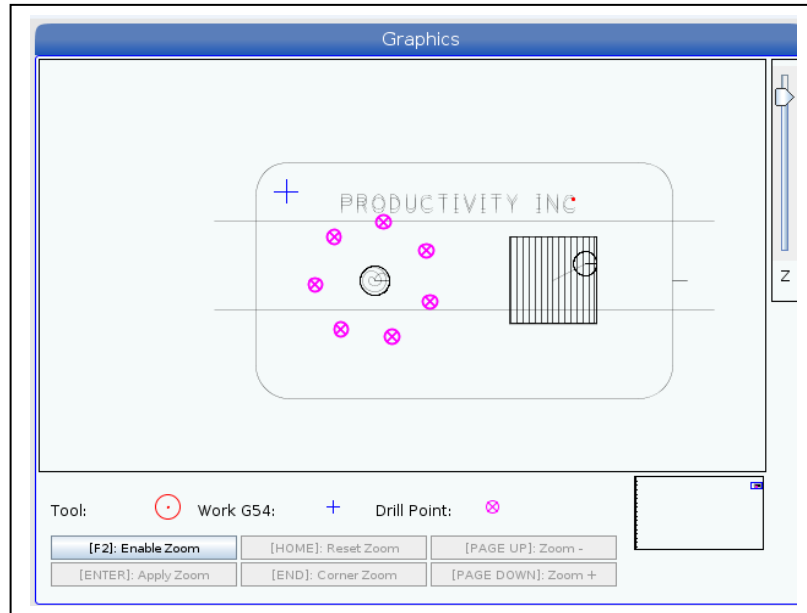 Graphics
PRODUCTIVITY INC
Z
Tool: Work G54: Drill Point:
[F2]: Enable Zoom [HOME]: Reset Zoom [PAGE UP]: Zoom -
[ENTER]: Apply Zoom [END]: Corner Zoom [PAGE DOWN]: Zoom +